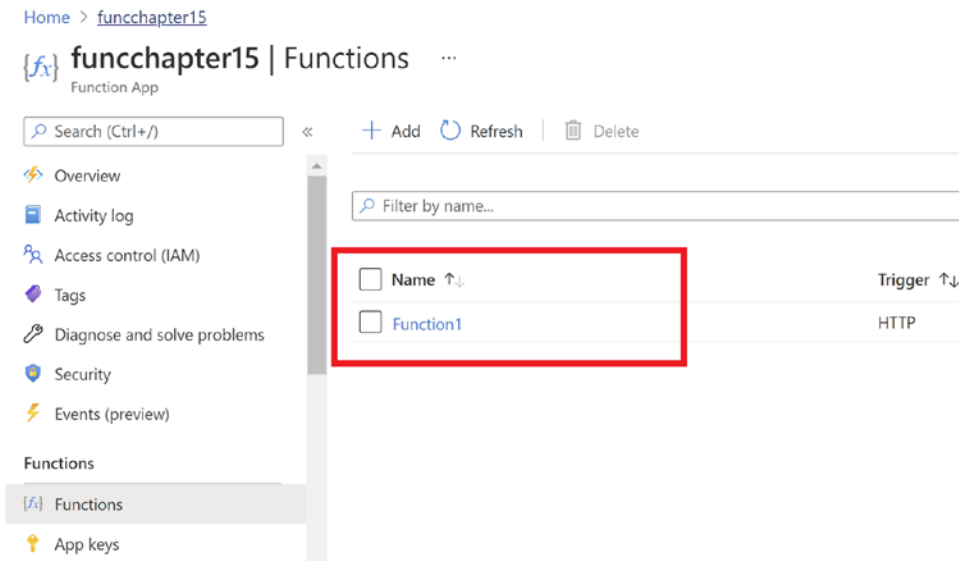 Home > funcchapter15
{fx} funcchapter15 | Functions ...
Function App
Search (Ctrl+/) «
+ Add Refresh | Delete
Overview
Activity log
Access control (IAM)
Tags
Diagnose and solve problems
Security
Events (preview)
Functions
{fx} Functions
App keys
Filter by name...
Name ↑↓ Trigger ↑↓
Function1 HTTP